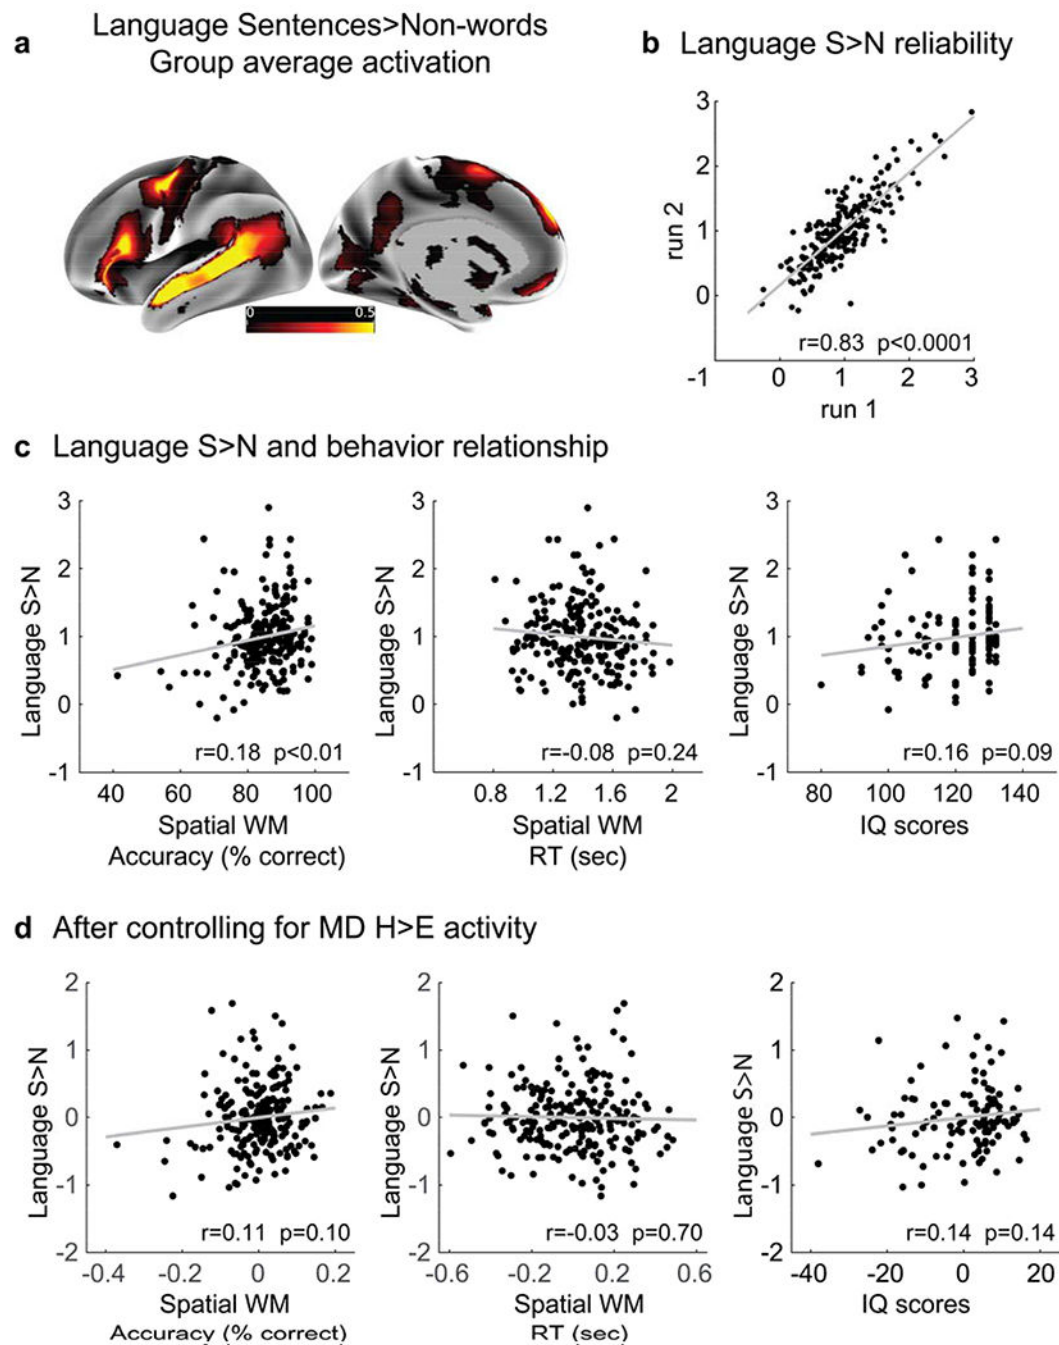 a Language Sentences>Non-words
Group average activation
0 0.5
b Language S>N reliability
3
2
1
0
-1 0 1 2 3
run 2
r=0.83 p<0.0001
run 1
c Language S>N and behavior relationship
3
2
1
0
-1
Language S>N
r=0.18 p<0.01
40 60 80 100
Spatial WM
Accuracy (% correct)
3
2
1
0
-1
Language S>N
r=-0.08 p=0.24
0.8 1.2 1.6 2
Spatial WM
RT (sec)
3
2
1
0
-1
Language S>N
r=0.16 p=0.09
80 100 120 140
IQ scores
d After controlling for MD H>E activity
2
1
0
-1
-2
Language S>N
r=0.11 p=0.10
-0.4 -0.2 0 0.2
Spatial WM
Accuracy (% correct)
2
1
0
-1
-2
Language S>N
r=-0.03 p=0.70
-0.6 -0.2 0.2 0.6
Spatial WM
RT (sec)
2
1
0
-1
-2
Language S>N
r=0.14 p=0.14
-40 -20 0 20
IQ scores